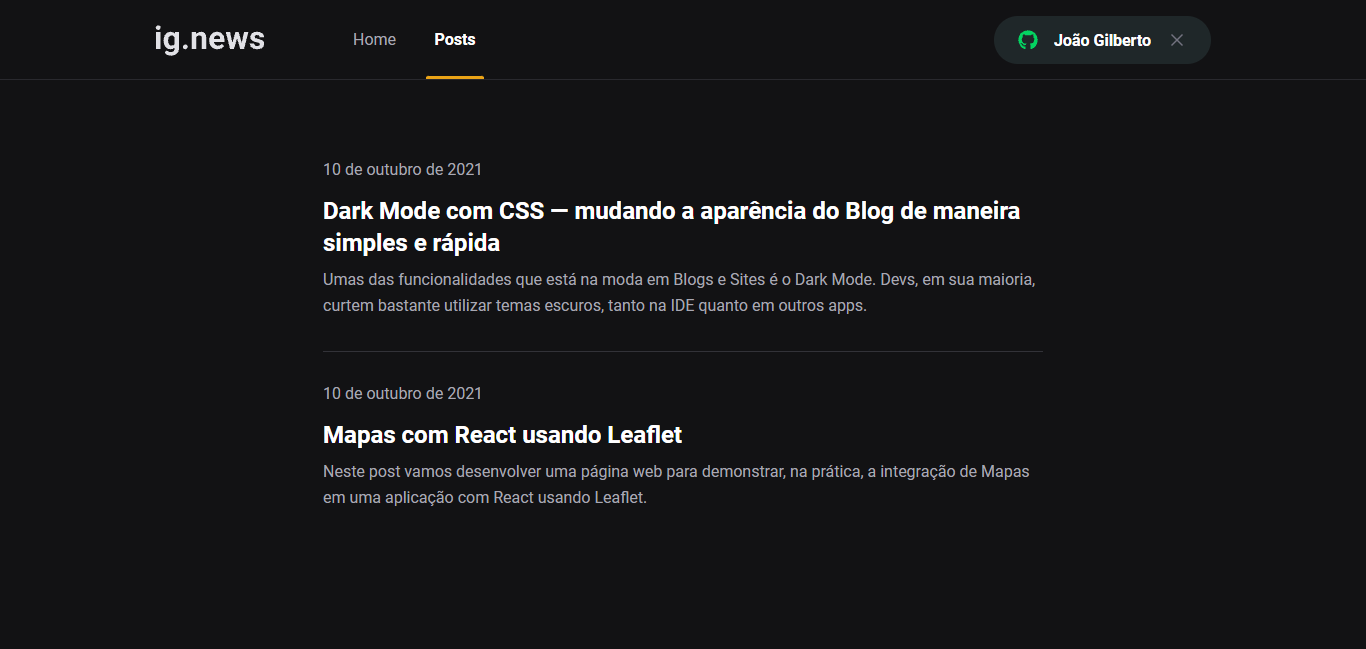 ig.news
Home
Posts
João Gilberto
10 de outubro de 2021
Dark Mode com CSS — mudando a aparência do Blog de maneira
simples e rápida
Umas das funcionalidades que está na moda em Blogs e Sites é o Dark Mode. Devs, em sua maioria,
curtem bastante utilizar temas escuros, tanto na IDE quanto em outros apps.
10 de outubro de 2021
Mapas com React usando Leaflet
Neste post vamos desenvolver uma página web para demonstrar, na prática, a integração de Mapas
em uma aplicação com React usando Leaflet.